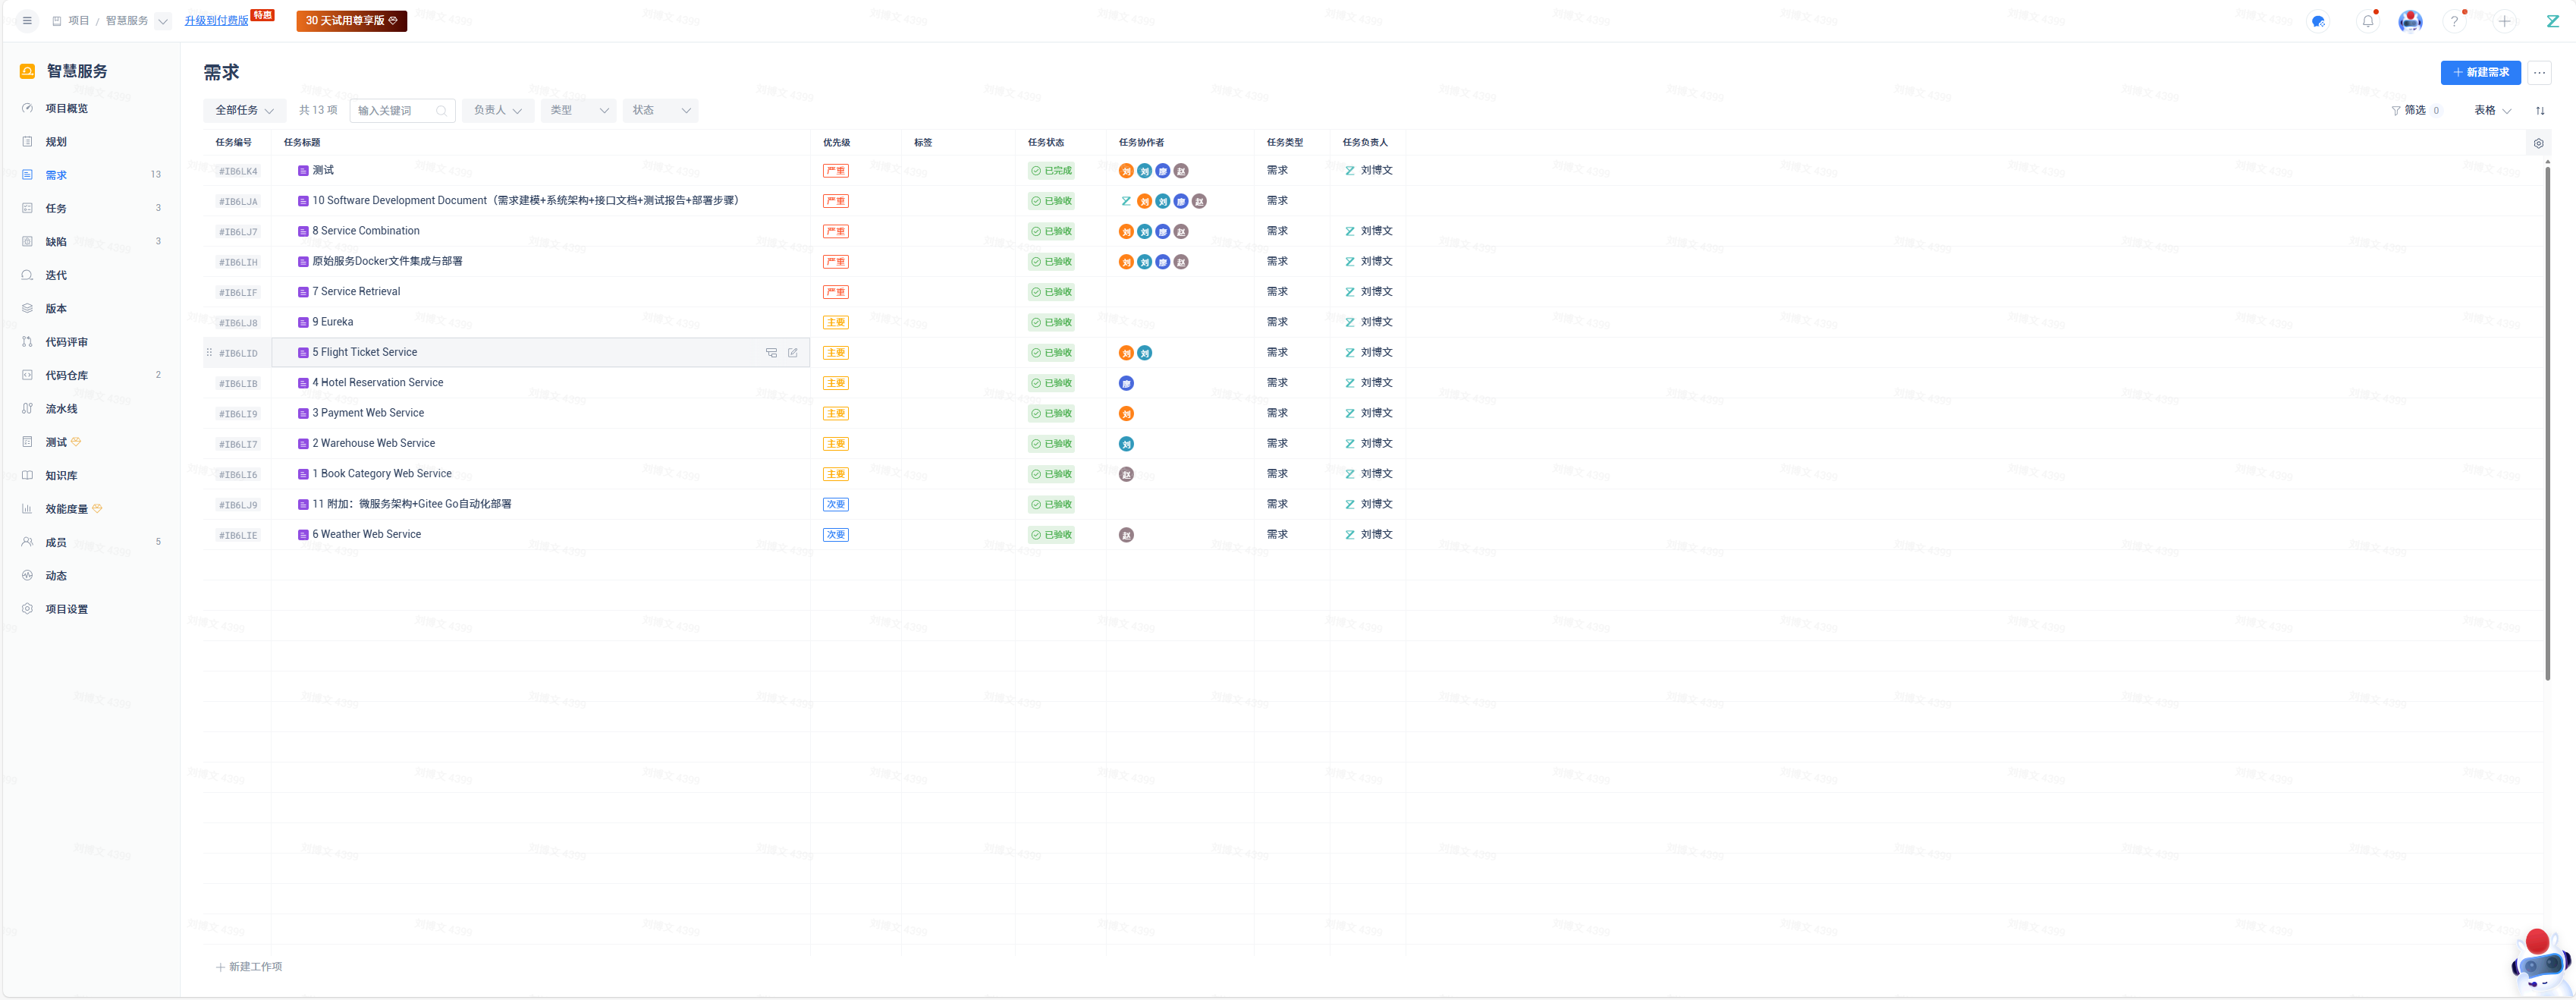 项目 / 智慧服务 升级到付费版 特惠 30 天试用尊享版
智慧服务
项目概览
规划
需求 13
任务 3
缺陷 3
迭代
版本
代码评审
代码仓库 2
流水线
测试
知识库
效能度量
成员 5
动态
项目设置
需求
+ 新建需求 ...
全部任务 共 13 项 输入关键词 负责人 类型 状态 筛选 0 表格
任务编号 任务标题 优先级 标签 任务状态 任务协作者 任务类型 任务负责人
#IB6LK4 测试 严重 已完成 刘 刘 廖 赵 需求 刘博文
#IB6LJA 10 Software Development Document（需求建模+系统架构+接口文档+测试报告+部署步骤） 严重 已验收 刘 刘 廖 赵 需求
#IB6LJ7 8 Service Combination 严重 已验收 刘 刘 廖 赵 需求 刘博文
#IB6LIH 原始服务Docker文件集成与部署 严重 已验收 刘 刘 廖 赵 需求 刘博文
#IB6LIF 7 Service Retrieval 严重 已验收 需求 刘博文
#IB6LJ8 9 Eureka 主要 已验收 需求 刘博文
#IB6LID 5 Flight Ticket Service 主要 已验收 刘 刘 需求 刘博文
#IB6LIB 4 Hotel Reservation Service 主要 已验收 廖 需求 刘博文
#IB6LI9 3 Payment Web Service 主要 已验收 刘 需求 刘博文
#IB6LI7 2 Warehouse Web Service 主要 已验收 刘 需求 刘博文
#IB6LI6 1 Book Category Web Service 主要 已验收 赵 需求 刘博文
#IB6LJ9 11 附加：微服务架构+Gitee Go自动化部署 次要 已验收 需求 刘博文
#IB6LIE 6 Weather Web Service 次要 已验收 赵 需求 刘博文
+ 新建工作项
刘博文 4399